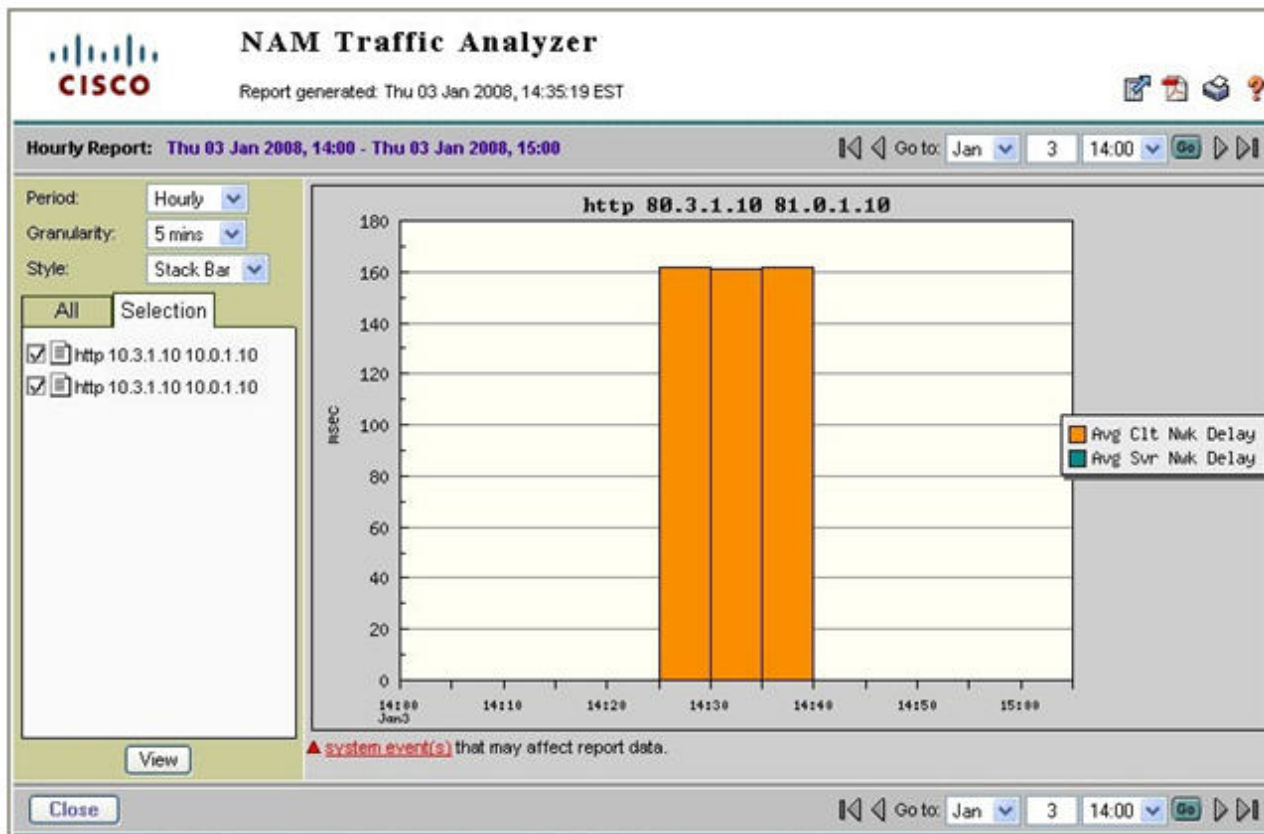 CISCO
NAM Traffic Analyzer
Report generated: Thu 03 Jan 2008, 14:35:19 EST
?
Hourly Report: Thu 03 Jan 2008, 14:00 - Thu 03 Jan 2008, 15:00
Go to: Jan 3 14:00 Go
Period: Hourly
Granularity: 5 mins
Style: Stack Bar
All Selection
http 10.3.1.10 10.0.1.10
http 10.3.1.10 10.0.1.10
View
http 80.3.1.10 81.0.1.10
180
160
140
120
100
80
60
40
20
0
msec
14:00 14:10 14:20 14:30 14:40 14:50 15:00
Jan3
Avg Clt Nwk Delay
Avg Svr Nwk Delay
system event(s) that may affect report data.
Close
Go to: Jan 3 14:00 Go